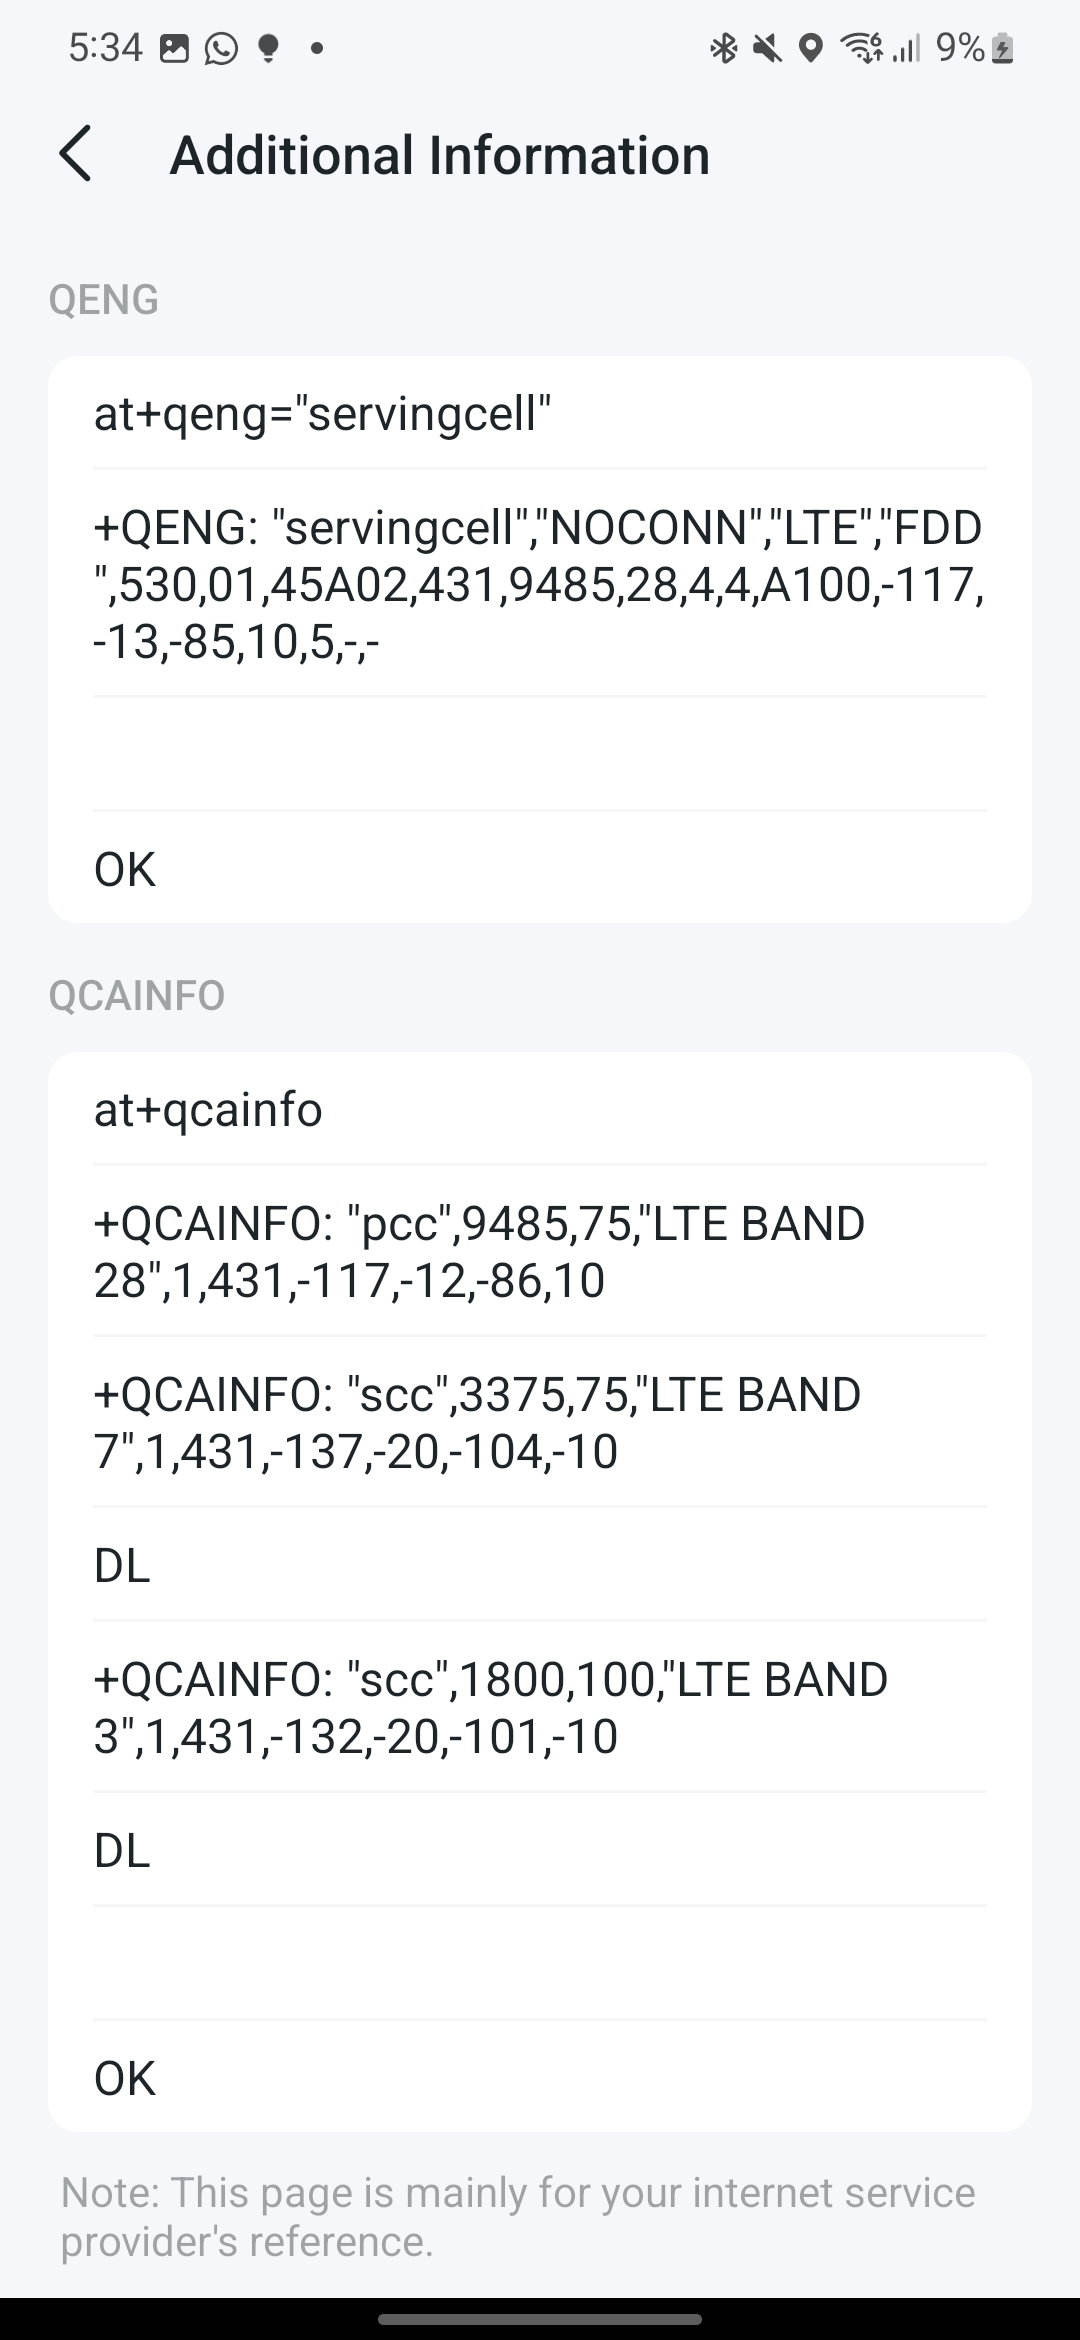 5:34
6 9%
Additional Information
QENG
at+qeng="servingcell"
+QENG: "servingcell","NOCONN","LTE","FDD
",530,01,45A02,431,9485,28,4,4,A100,-117,
-13,-85,10,5,-,-
OK
QCAINFO
at+qcainfo
+QCAINFO: "pcc",9485,75,"LTE BAND
28",1,431,-117,-12,-86,10
+QCAINFO: "scc",3375,75,"LTE BAND
7",1,431,-137,-20,-104,-10
DL
+QCAINFO: "scc",1800,100,"LTE BAND
3",1,431,-132,-20,-101,-10
DL
OK
Note: This page is mainly for your internet service
provider's reference.